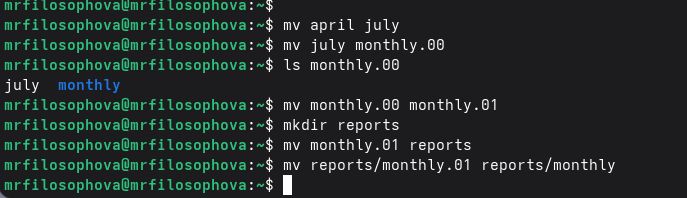 mrfilosophova@mrfilosophova:~$
mrfilosophova@mrfilosophova:~$ mv april july
mrfilosophova@mrfilosophova:~$ mv july monthly.00
mrfilosophova@mrfilosophova:~$ ls monthly.00
july  monthly
mrfilosophova@mrfilosophova:~$ mv monthly.00 monthly.01
mrfilosophova@mrfilosophova:~$ mkdir reports
mrfilosophova@mrfilosophova:~$ mv monthly.01 reports
mrfilosophova@mrfilosophova:~$ mv reports/monthly.01 reports/monthly
mrfilosophova@mrfilosophova:~$